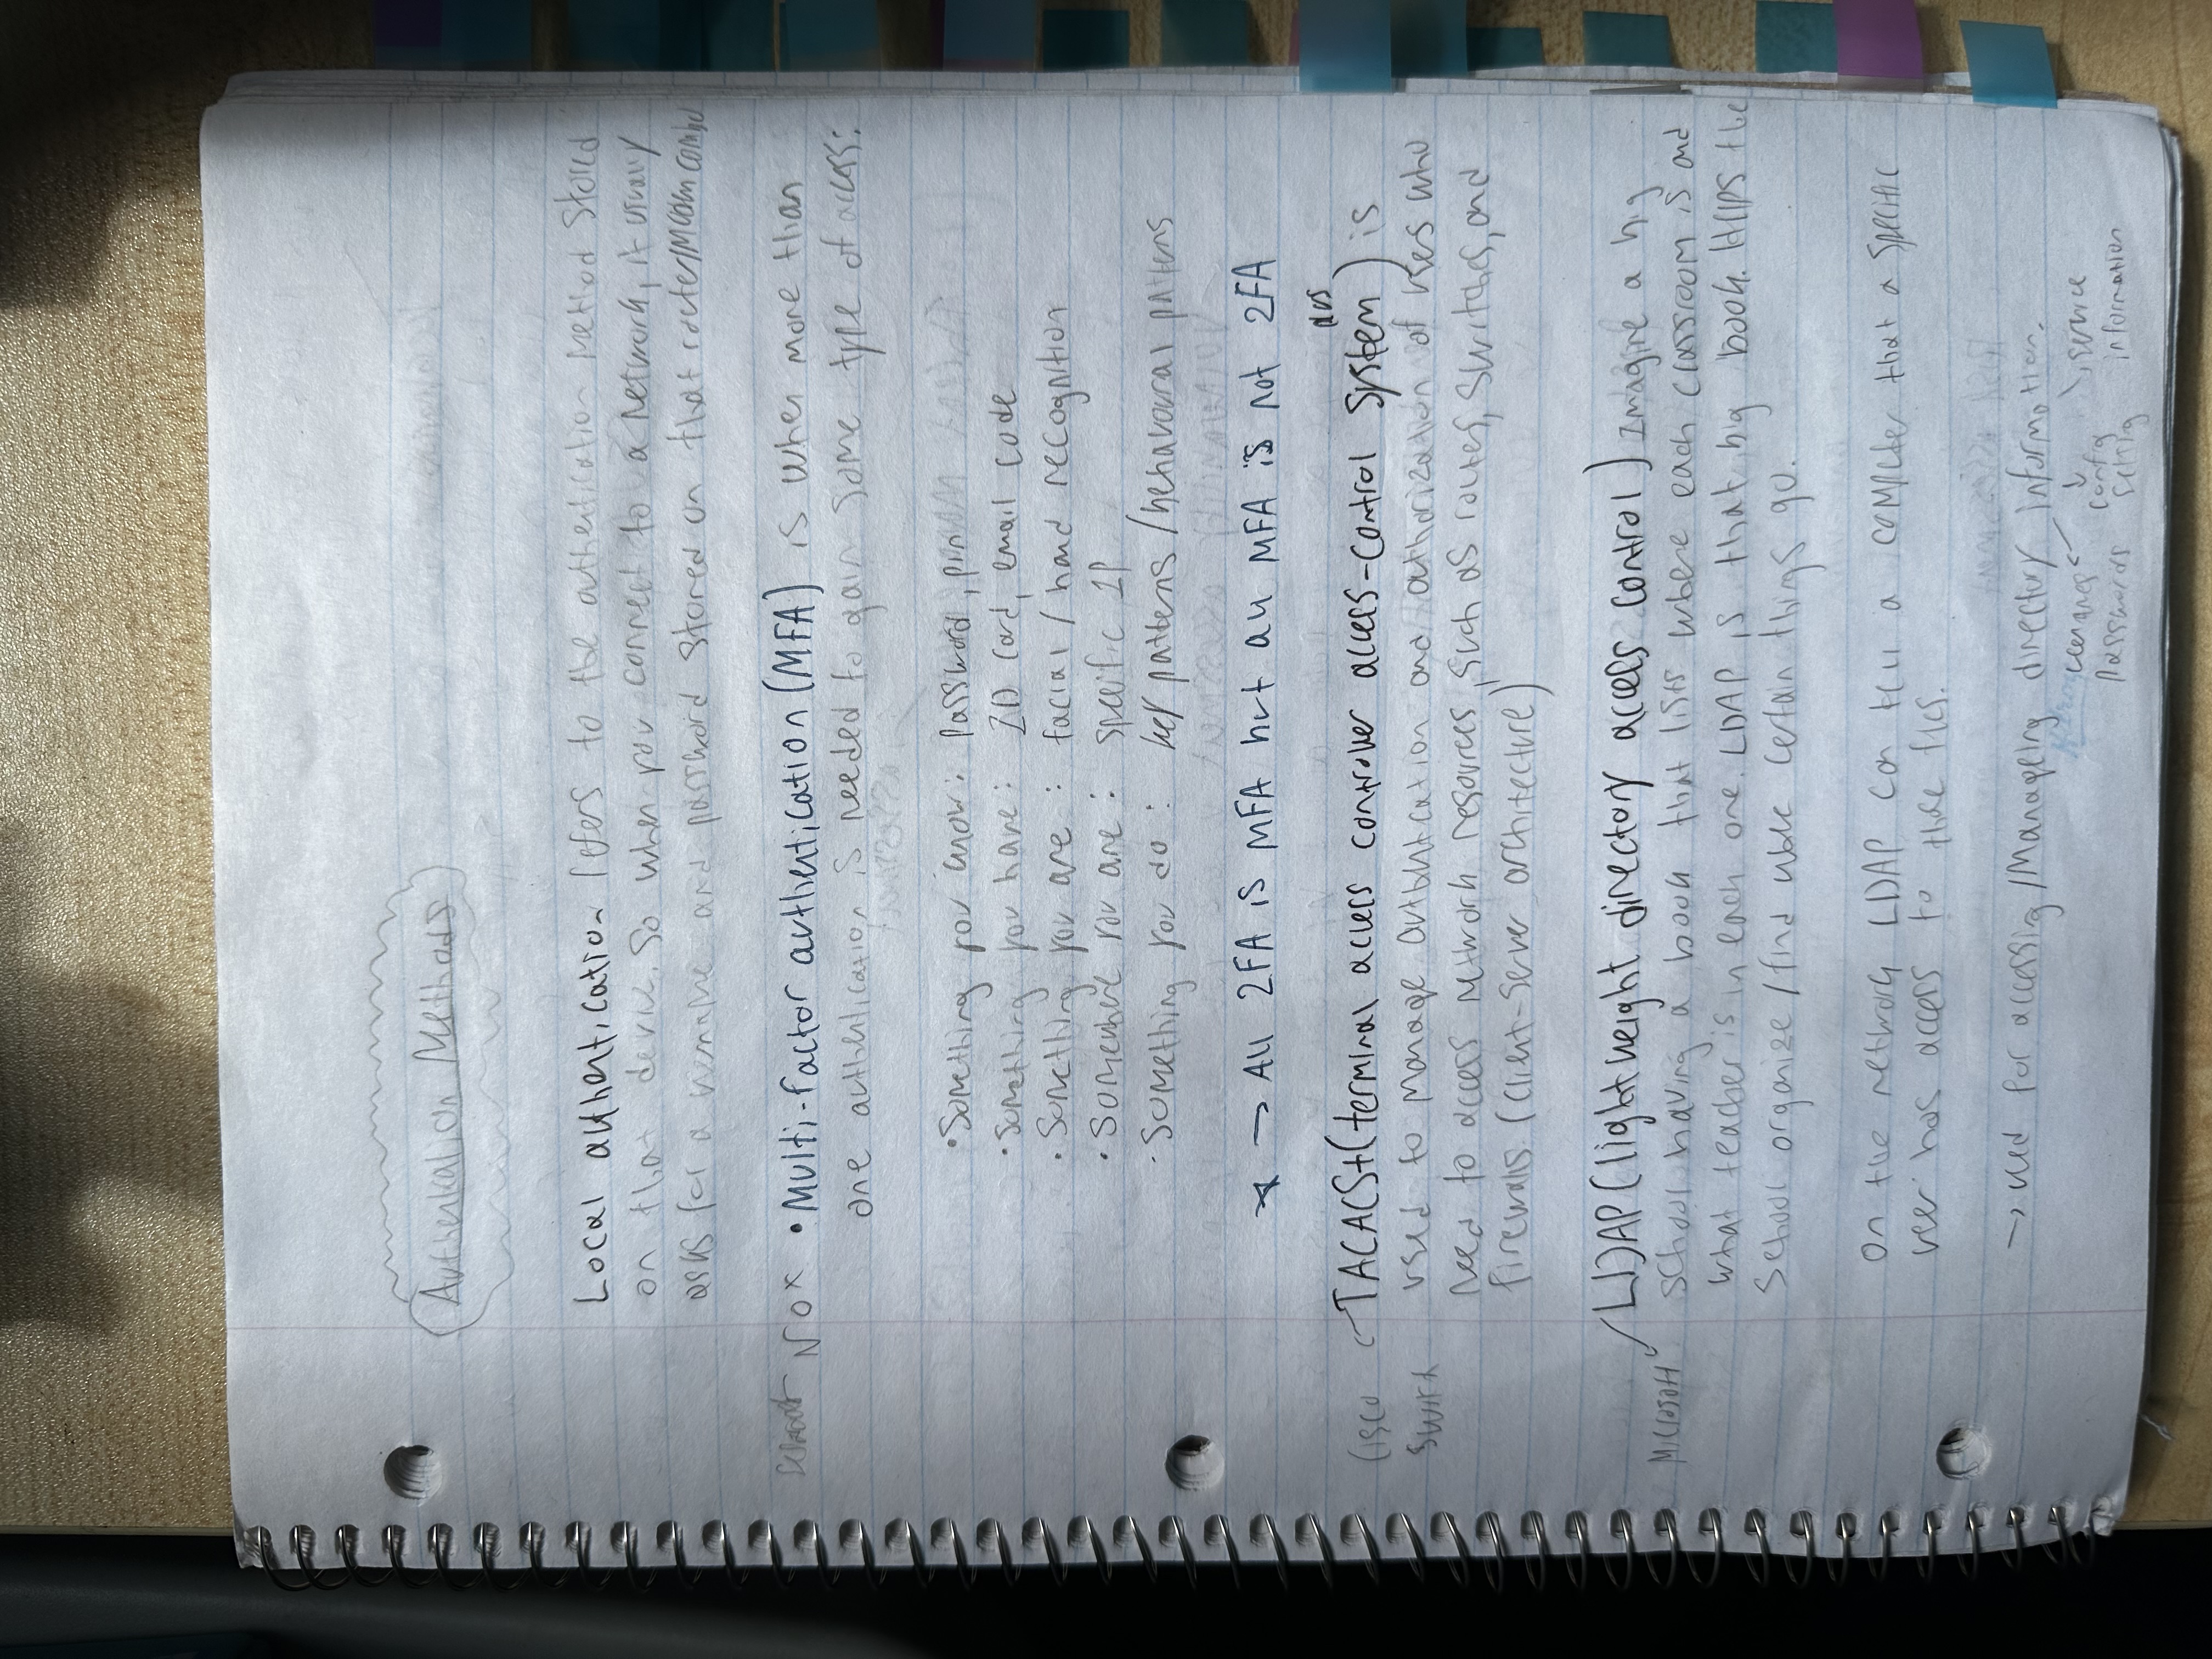 Authentication Methods
Local authentication refers to the authentication method stored
on that device. So when you connect to a network, it usually
asks for a username and password stored on that router/modem combo
NOX • Multi-factor authentication (MFA) is when more than
one authentication is needed to gain some type of access:
• Something you know: password, pin
• Something you have: ID card, email code
• Something you are: facial / hand recognition
• Somewhere you are: specific IP
• Something you do: key patterns / behavoural patterns
→ All 2FA is MFA but all MFA is not 2FA
plus
Cisco TACACS+ (terminal access controller access-control system) is
switch used to manage authentication and authorization of users who
need to access network resources, such as routes, switches, and
firewalls (client-server architecture)
LDAP (lightweight directory access control) Imagine a big
Microsoft school having a book that lists where each classroom is and
what teacher is in each one. LDAP is that big book. Helps the
school organize / find where certain things go.
On the network LDAP can tell a computer that a specific
user has access to those files.
→ used for accessing / Manageing directory information.
usernames config service
passwords setting information